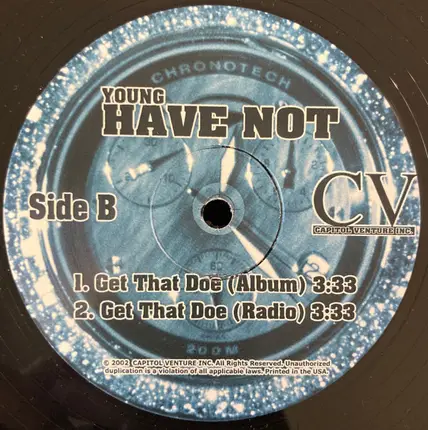 CHRONOTECH
YOUNG
HAVE NOT
Side B
CV
CAPITOL VENTURE INC.
1. Get That Doe (Album) 3:33
2. Get That Doe (Radio) 3:33
200M
© 2002 CAPITOL VENTURE INC. All Rights Reserved. Unauthorized
duplication is a violation of all applicable laws. Printed in the USA.